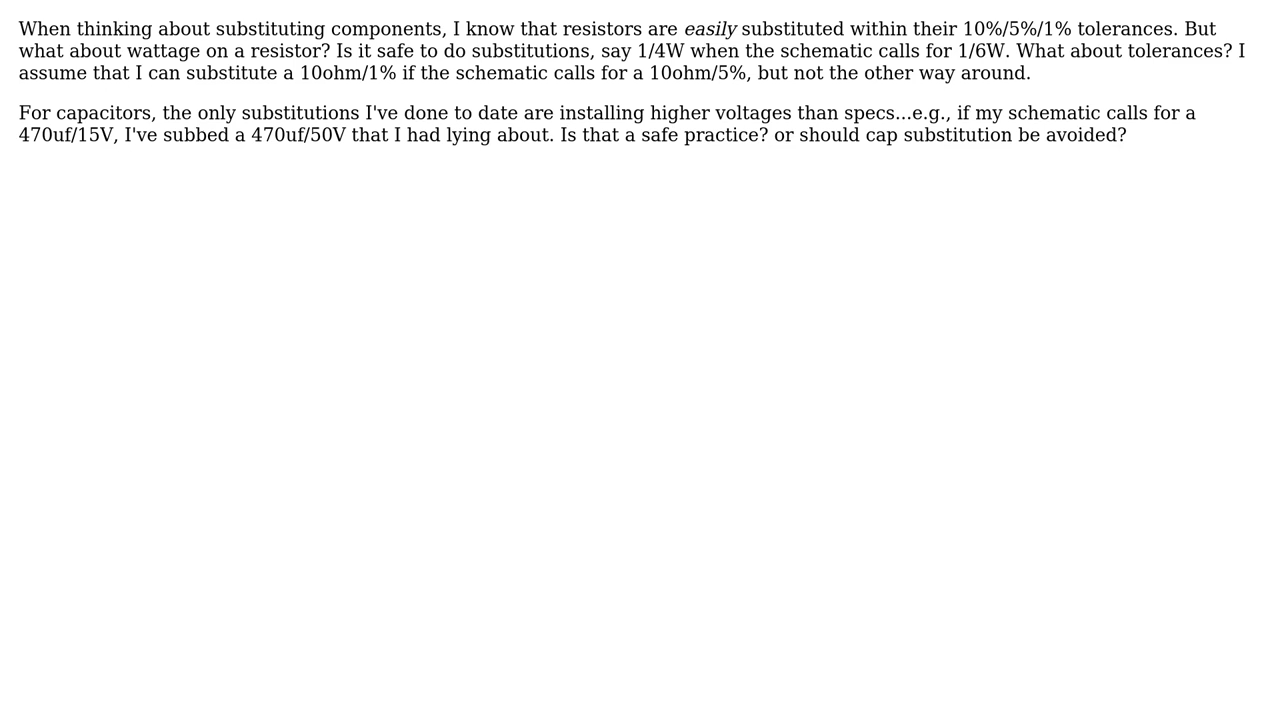 When thinking about substituting components, I know that resistors are easily substituted within their 10%/5%/1% tolerances. But
what about wattage on a resistor? Is it safe to do substitutions, say 1/4W when the schematic calls for 1/6W. What about tolerances? I
assume that I can substitute a 10ohm/1% if the schematic calls for a 10ohm/5%, but not the other way around.
For capacitors, the only substitutions I've done to date are installing higher voltages than specs...e.g., if my schematic calls for a
470uf/15V, I've subbed a 470uf/50V that I had lying about. Is that a safe practice? or should cap substitution be avoided?